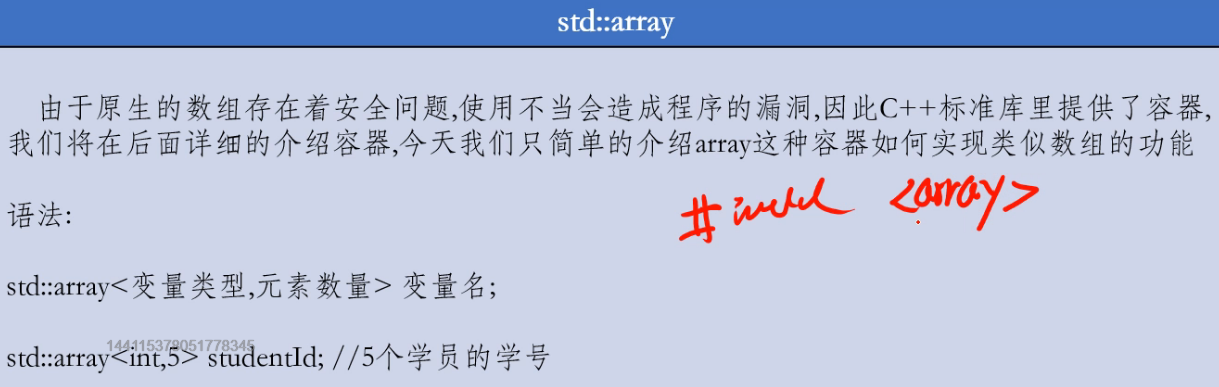 std::array
由于原生的数组存在着安全问题,使用不当会造成程序的漏洞,因此C++标准库里提供了容器,
我们将在后面详细的介绍容器,今天我们只简单的介绍array这种容器如何实现类似数组的功能
语法:
<array>
std::array<变量类型,元素数量> 变量名;
144115378051778345
std::array<int,5> studentId; //5个学员的学号